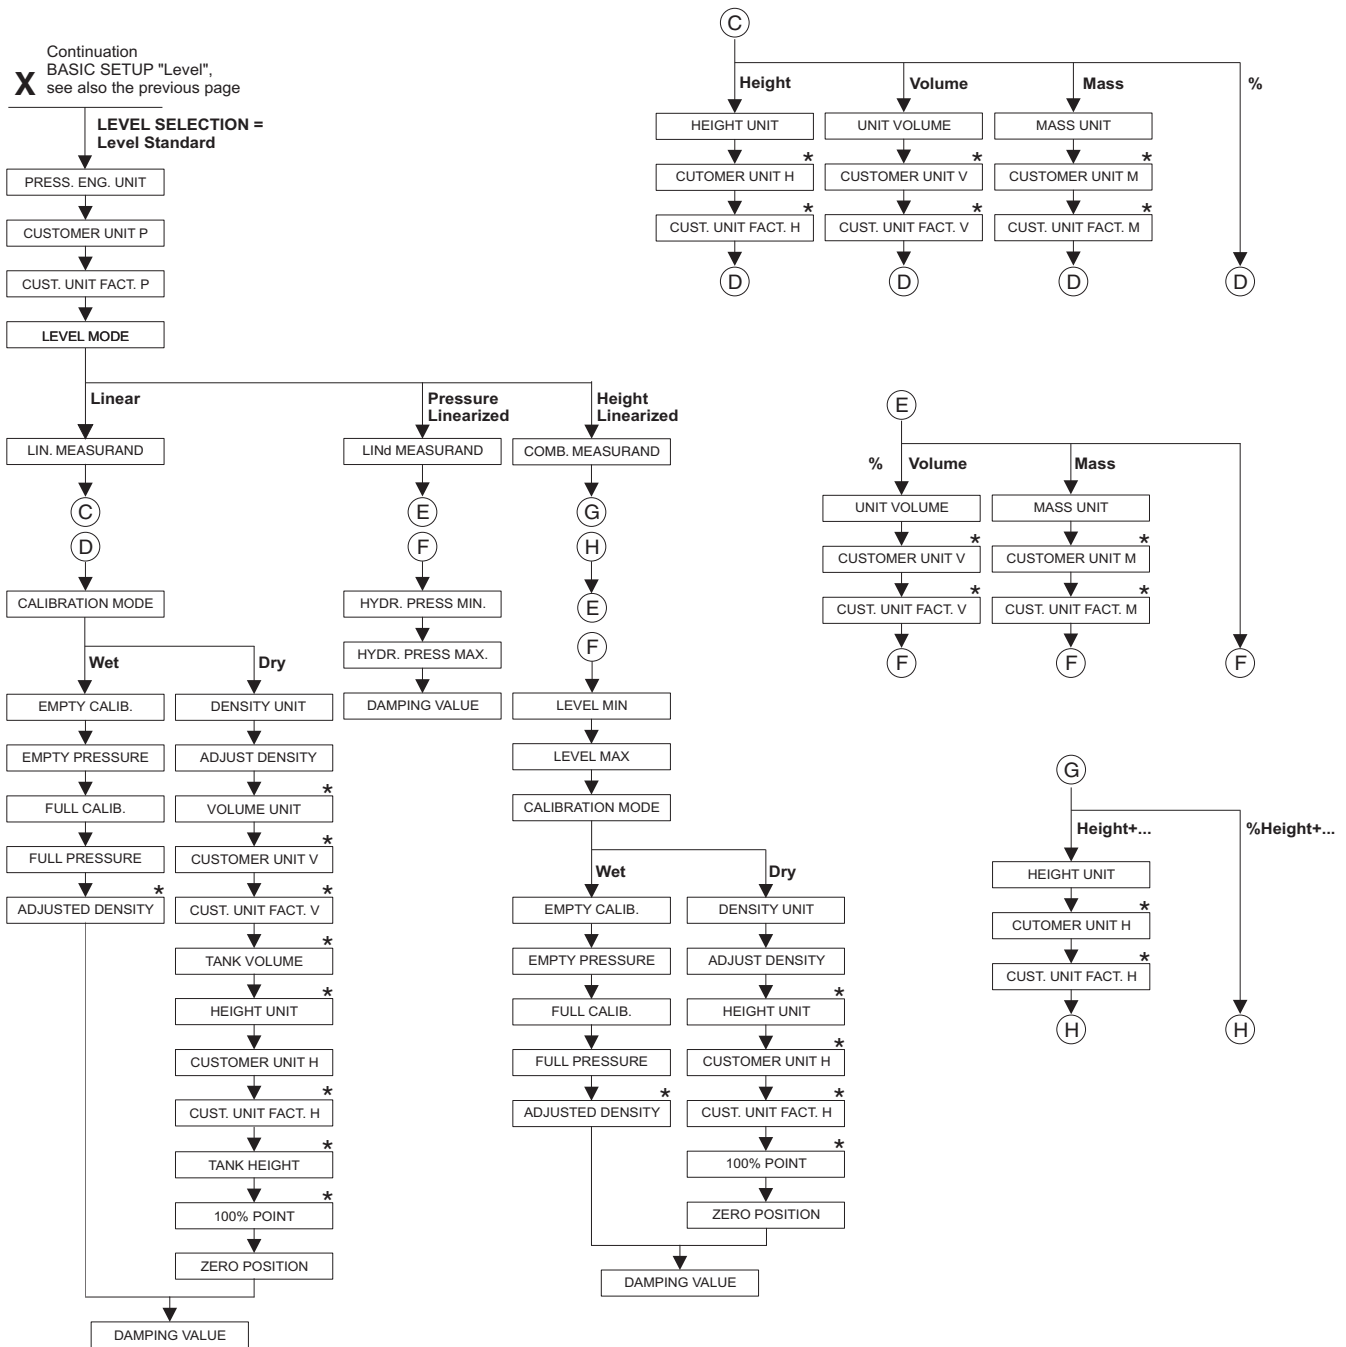 Continuation
BASIC SETUP "Level",
X see also the previous page
LEVEL SELECTION =
Level Standard
PRESS. ENG. UNIT
CUSTOMER UNIT P
CUST. UNIT FACT. P
LEVEL MODE
Linear
Pressure
Linearized
Height
Linearized
LIN. MEASURAND
C
D
CALIBRATION MODE
Wet
Dry
EMPTY CALIB.
EMPTY PRESSURE
FULL CALIB.
FULL PRESSURE
*
ADJUSTED DENSITY
DENSITY UNIT
ADJUST DENSITY
*
VOLUME UNIT
*
CUSTOMER UNIT V
*
CUST. UNIT FACT. V
*
TANK VOLUME
*
HEIGHT UNIT
CUSTOMER UNIT H
*
CUST. UNIT FACT. H
*
TANK HEIGHT
*
100% POINT
ZERO POSITION
DAMPING VALUE
LINd MEASURAND
E
F
HYDR. PRESS MIN.
HYDR. PRESS MAX.
DAMPING VALUE
COMB. MEASURAND
G
H
E
F
LEVEL MIN
LEVEL MAX
CALIBRATION MODE
Wet
Dry
EMPTY CALIB.
EMPTY PRESSURE
FULL CALIB.
FULL PRESSURE
*
ADJUSTED DENSITY
DENSITY UNIT
ADJUST DENSITY
*
HEIGHT UNIT
*
CUSTOMER UNIT H
*
CUST. UNIT FACT. H
*
100% POINT
ZERO POSITION
DAMPING VALUE
C
Height
Volume
Mass
%
HEIGHT UNIT
*
CUTOMER UNIT H
*
CUST. UNIT FACT. H
D
UNIT VOLUME
*
CUSTOMER UNIT V
*
CUST. UNIT FACT. V
D
MASS UNIT
*
CUSTOMER UNIT M
*
CUST. UNIT FACT. M
D
D
E
% Volume
Mass
UNIT VOLUME
*
CUSTOMER UNIT V
*
CUST. UNIT FACT. V
F
MASS UNIT
*
CUSTOMER UNIT M
*
CUST. UNIT FACT. M
F
F
G
Height+...
%Height+...
HEIGHT UNIT
*
CUTOMER UNIT H
*
CUST. UNIT FACT. H
H
H